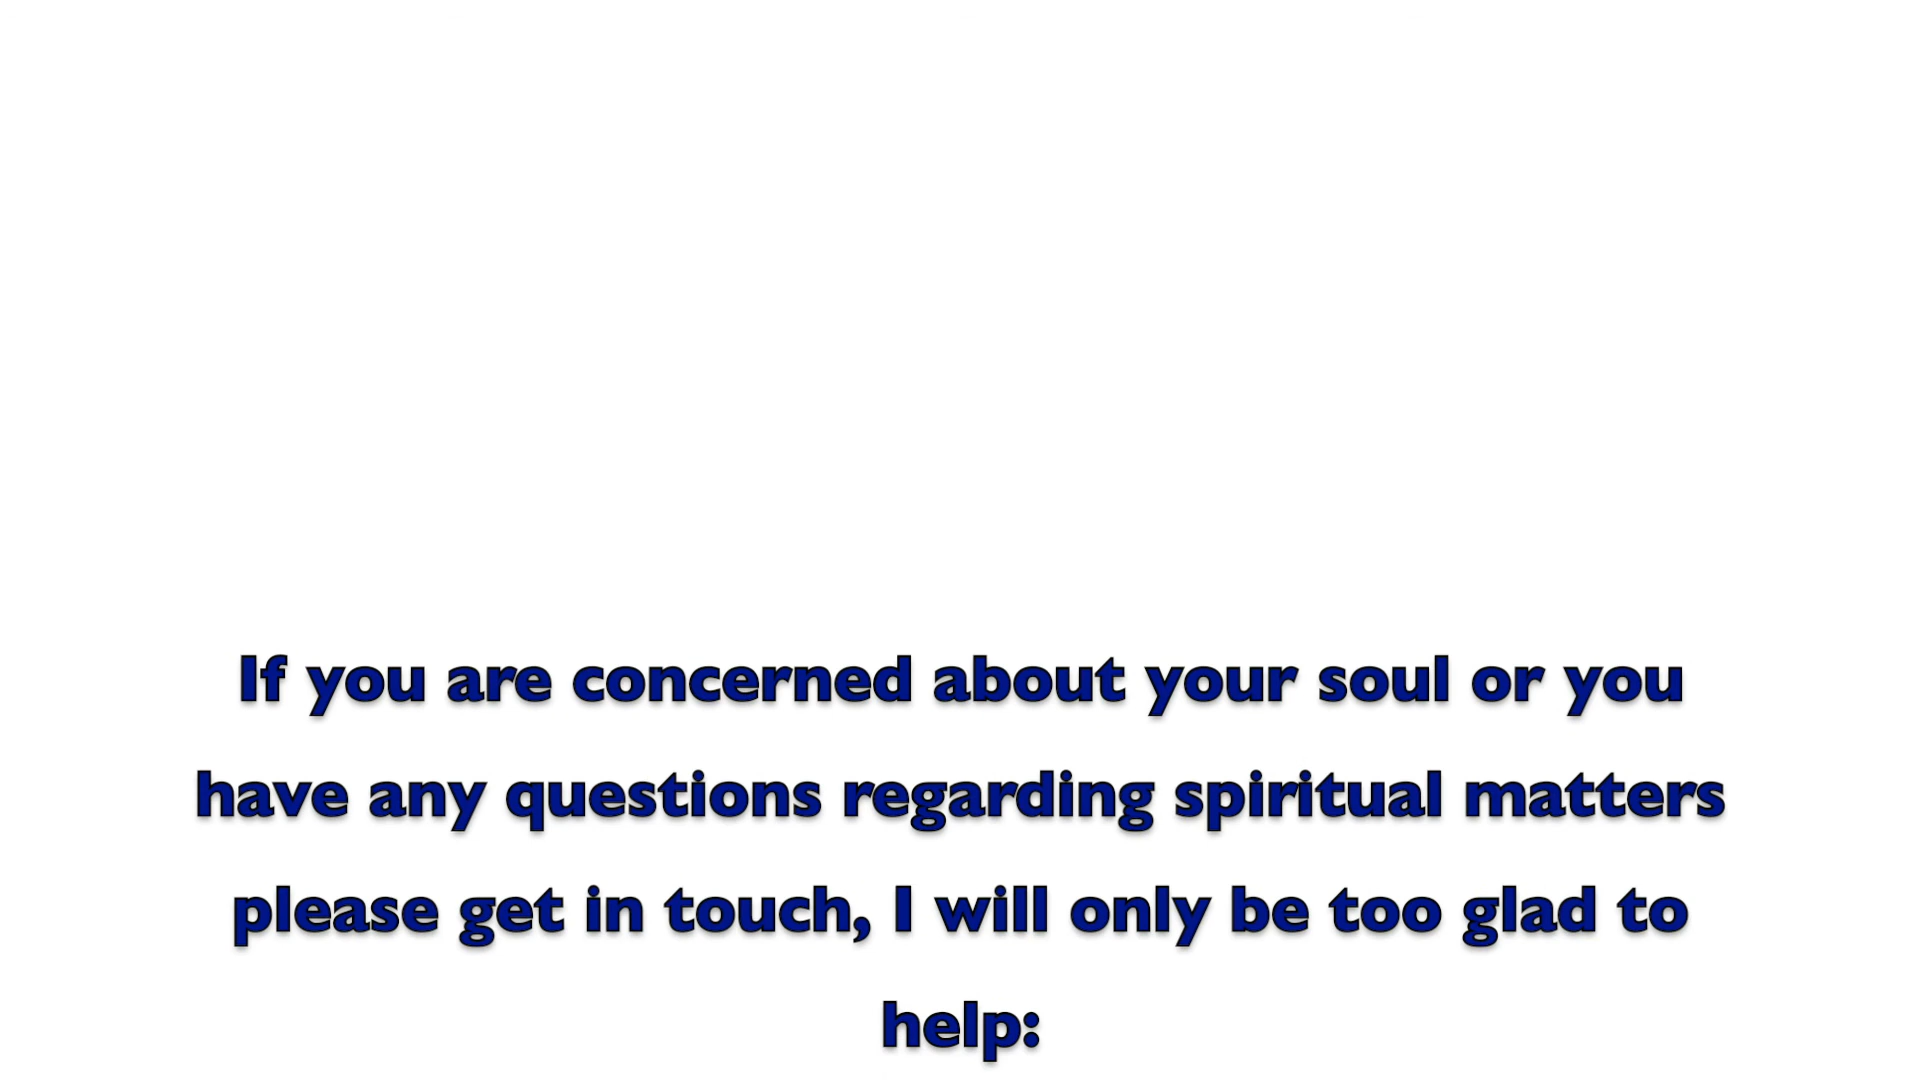 If you are concerned about your soul or you
have any questions regarding spiritual matters
please get in touch, I will only be too glad to
help: